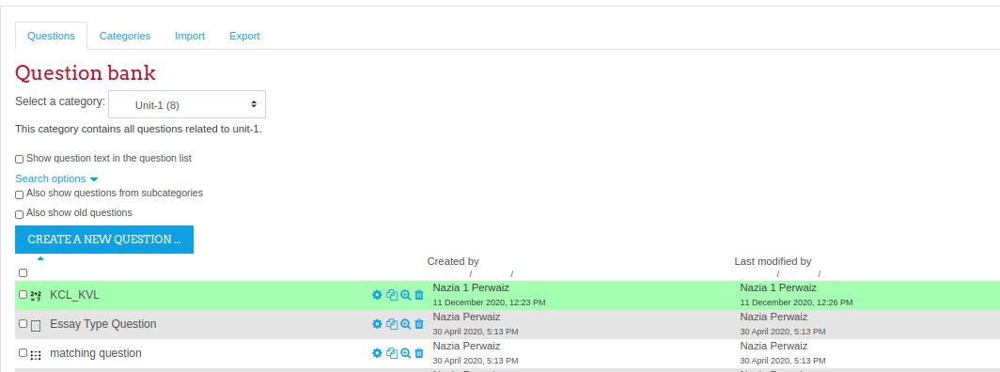 Questions Categories Import Export
Question bank
Select a category: Unit-1 (8)
This category contains all questions related to unit-1.
Show question text in the question list
Search options
Also show questions from subcategories
Also show old questions
CREATE A NEW QUESTION ...
Created by Last modified by
/ / / /
KCL_KVL Nazia 1 Perwaiz Nazia 1 Perwaiz
11 December 2020, 12:23 PM 11 December 2020, 12:26 PM
Essay Type Question Nazia Perwaiz Nazia Perwaiz
30 April 2020, 5:13 PM 30 April 2020, 5:13 PM
matching question Nazia Perwaiz Nazia Perwaiz
30 April 2020, 5:13 PM 30 April 2020, 5:13 PM